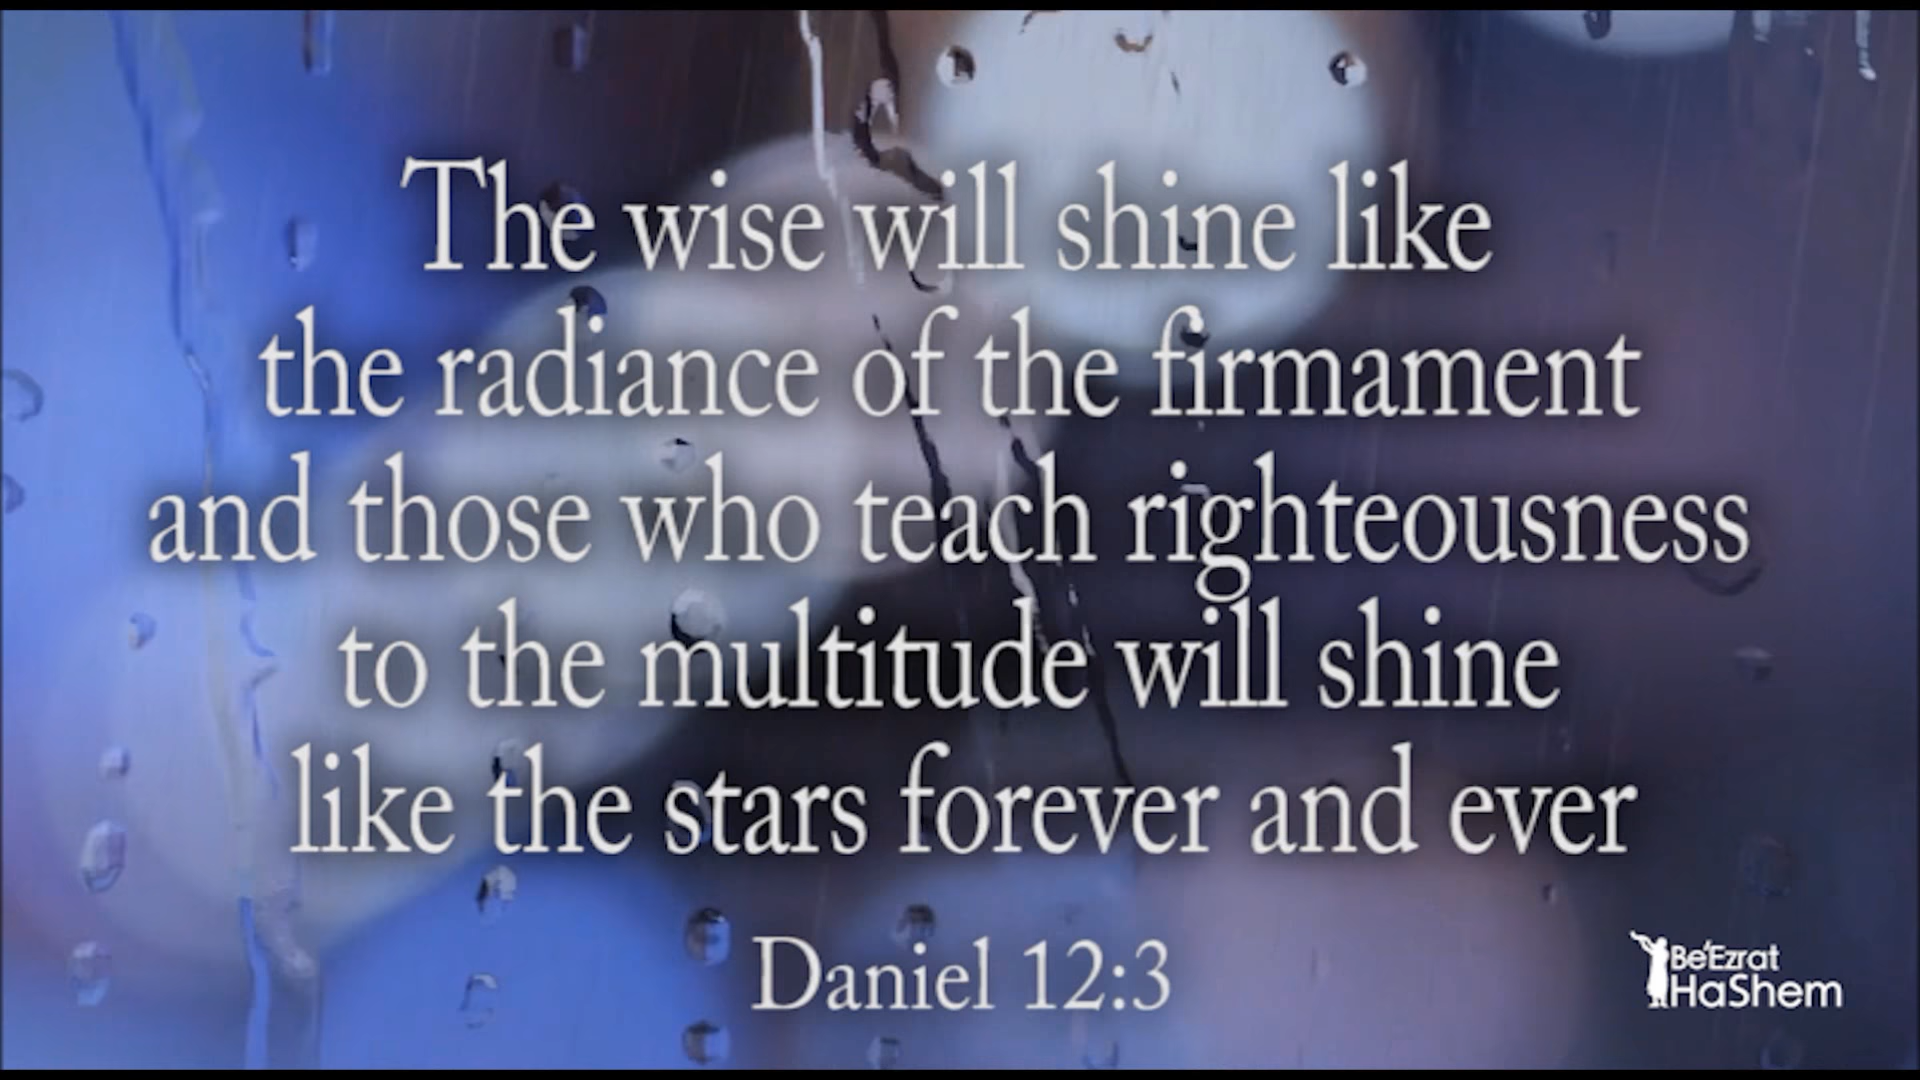 The wise will shine like
the radiance of the firmament
and those who teach righteousness
to the multitude will shine
like the stars forever and ever
Daniel 12:3
Be'Ezrat
HaShem